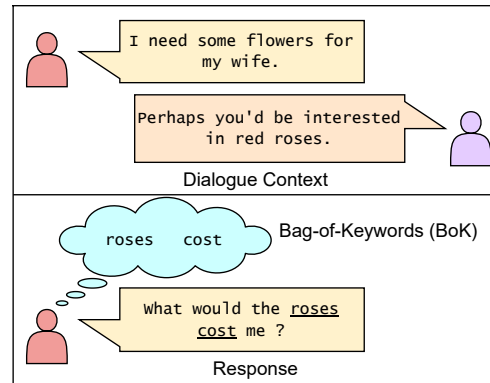 I need some flowers for
my wife.
Perhaps you'd be interested
in red roses.
Dialogue Context
roses cost
Bag-of-Keywords (BoK)
What would the roses
cost me ?
Response